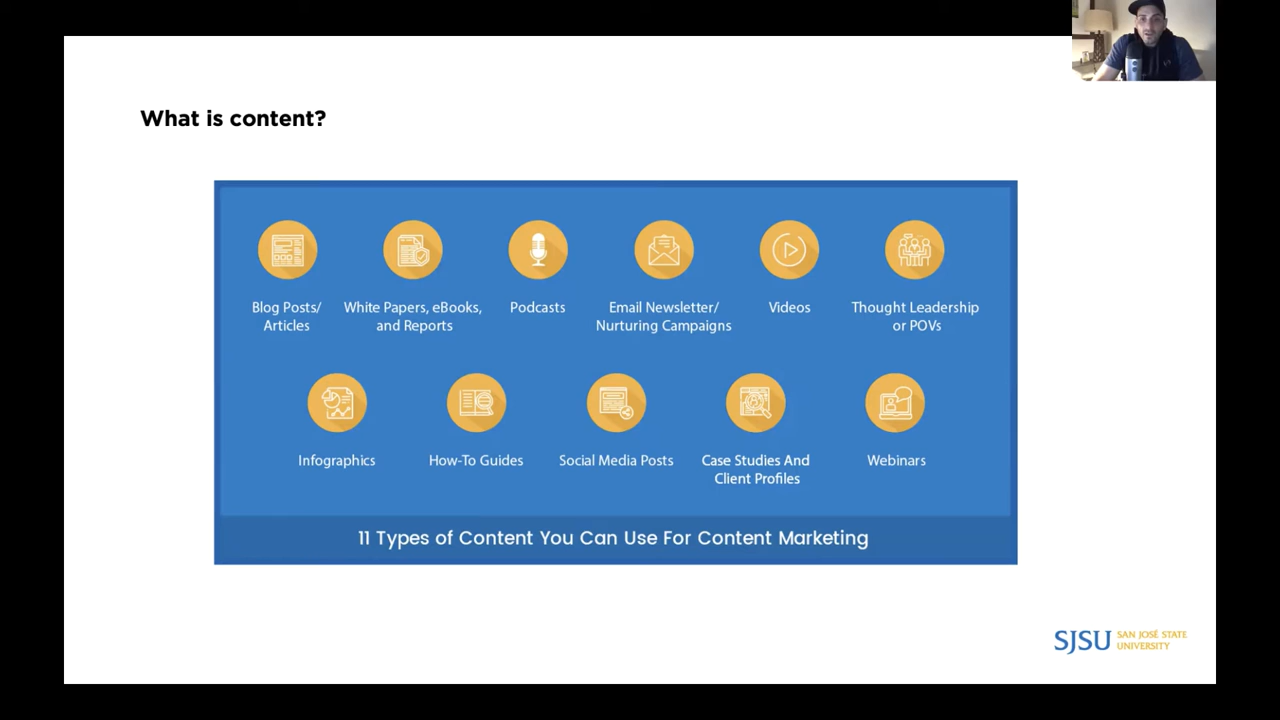 What is content?
Blog Posts/
Articles
White Papers, eBooks,
and Reports
Podcasts
Email Newsletter/
Nurturing Campaigns
Videos
Thought Leadership
or POVs
Infographics
How-To Guides
Social Media Posts
Case Studies And
Client Profiles
Webinars
11 Types of Content You Can Use For Content Marketing
SJSU
SAN JOSÉ STATE
UNIVERSITY